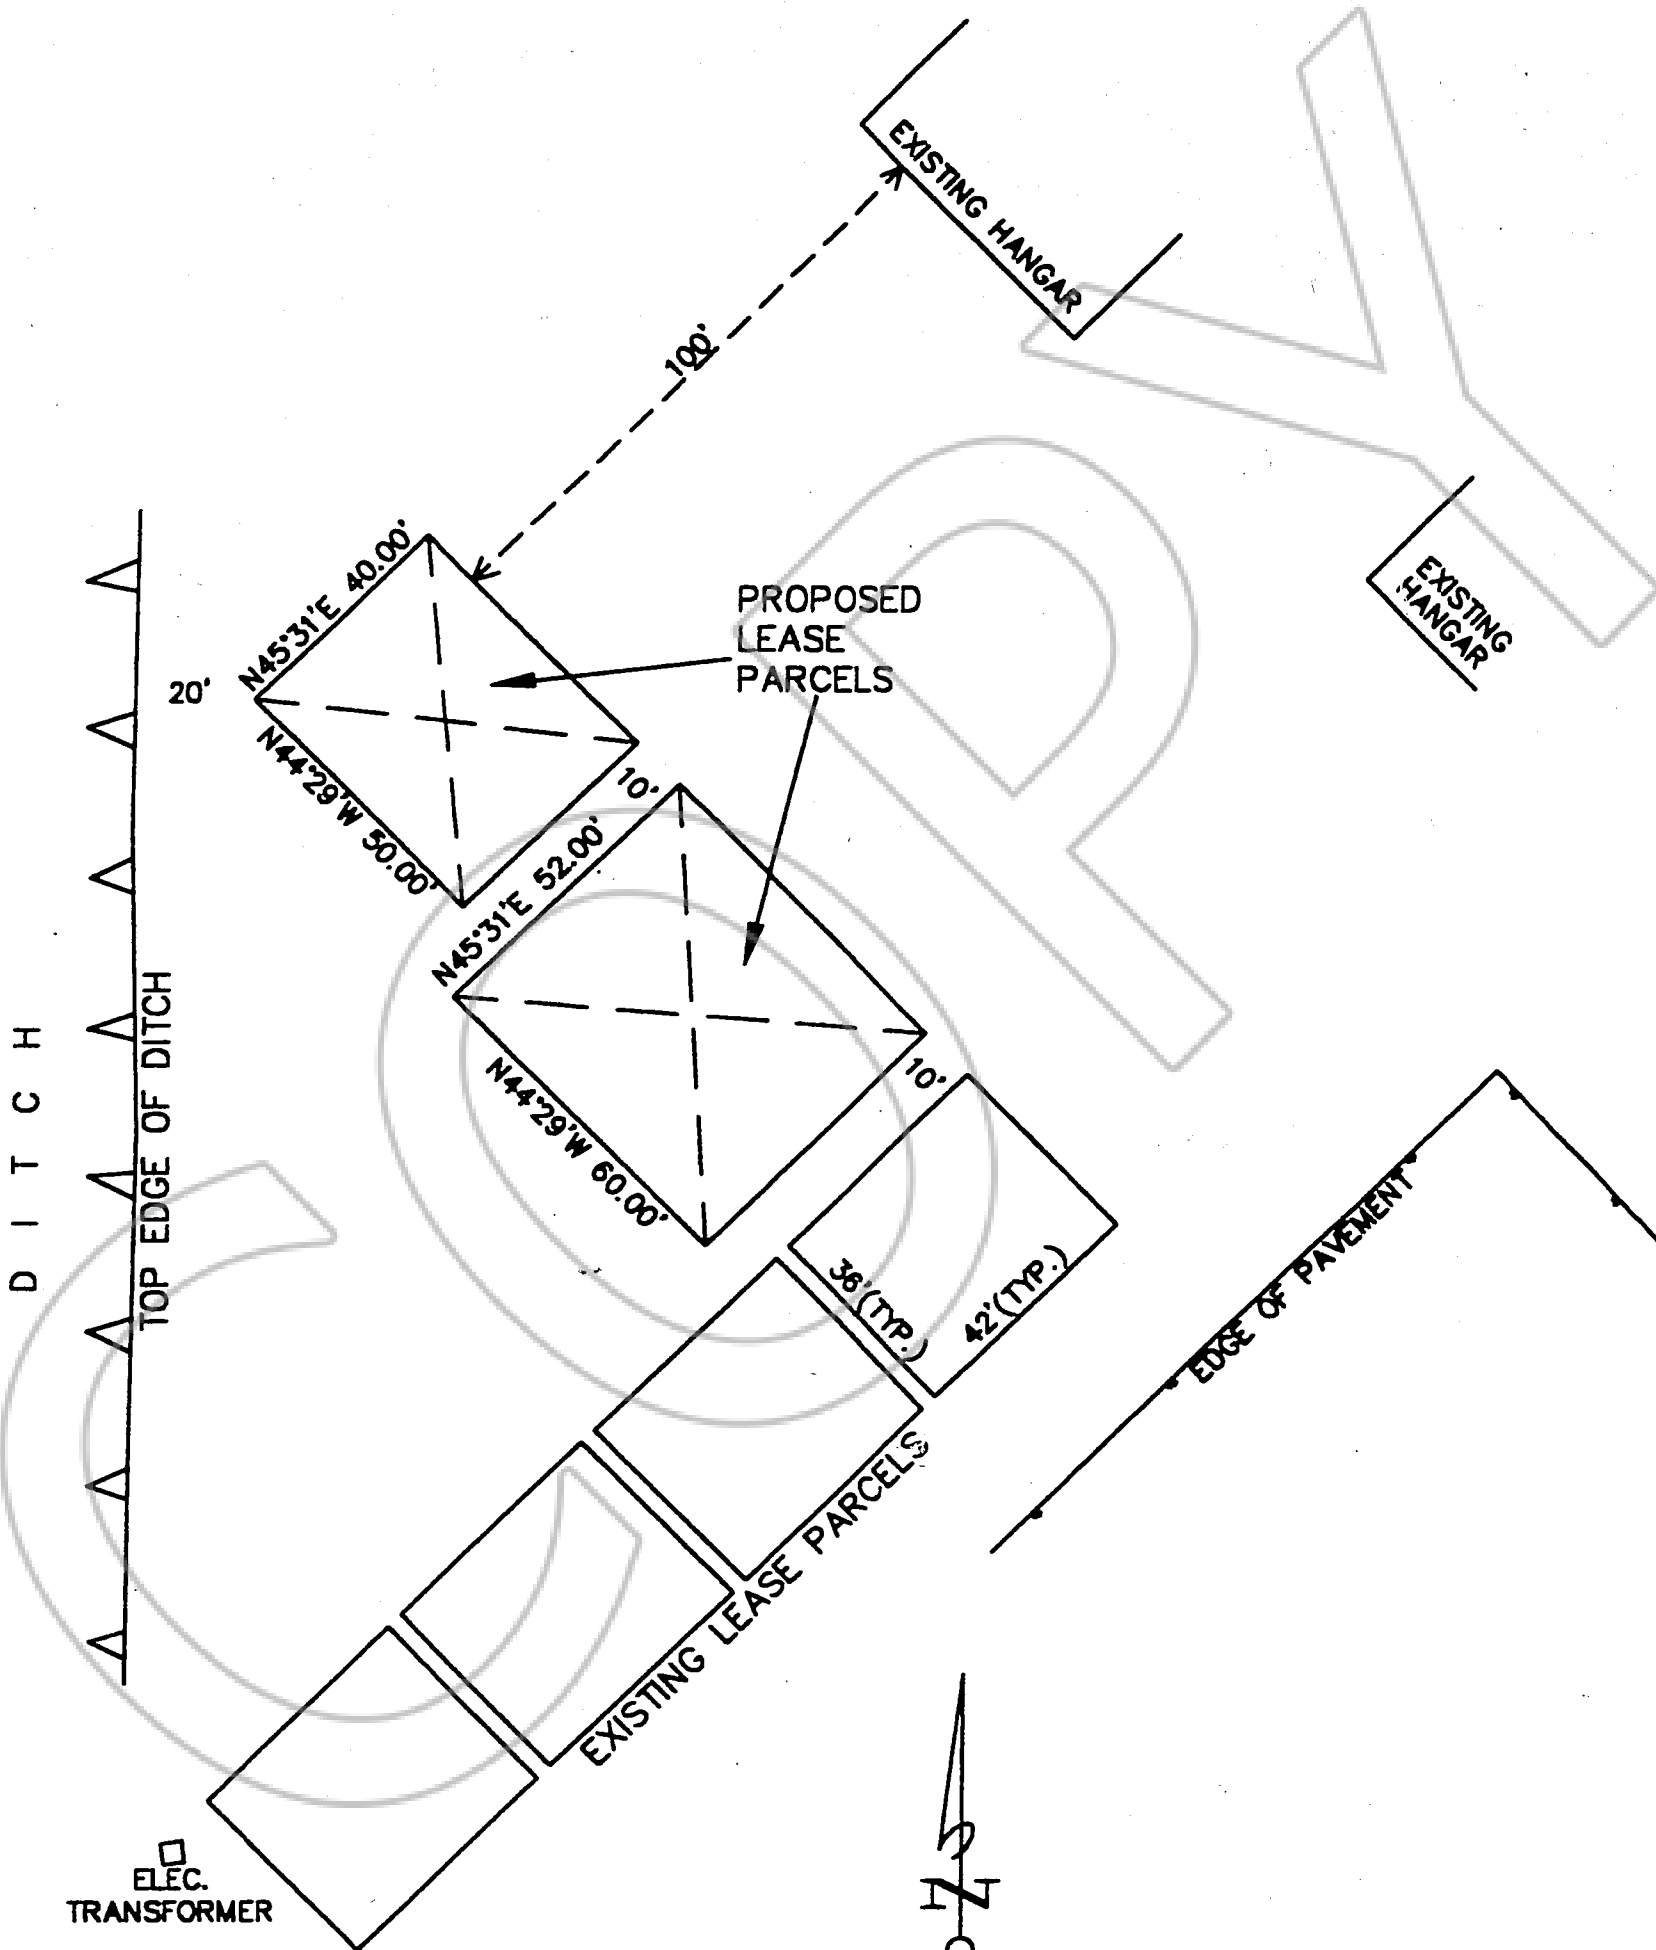 EXISTING HANGAR
100'
EXISTING
HANGAR
N45°31'E 40.00'
PROPOSED
LEASE
PARCELS
20'
N44°29'W 50.00'
10'
N45°31'E 52.00'
N44°29'W 60.00'
10'
DITCH
TOP EDGE OF DITCH
36'(TYP.)
42'(TYP.)
EDGE OF PAVEMENT
EXISTING LEASE PARCELS
ELEC.
TRANSFORMER
N
COPY